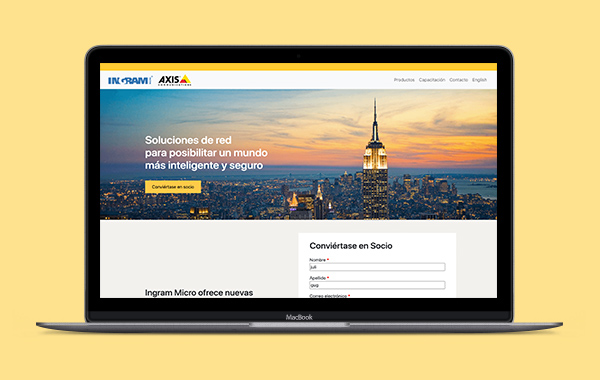 INGRAM
AXIS
COMMUNICATIONS
Productos Capacitación Contacto English
Soluciones de red
para posibilitar un mundo
más inteligente y seguro
Conviértase en socio
Conviértase en Socio
Nombre *
juli
Apellido *
Ingram Micro ofrece nuevas
Correo electrónico *
MacBook